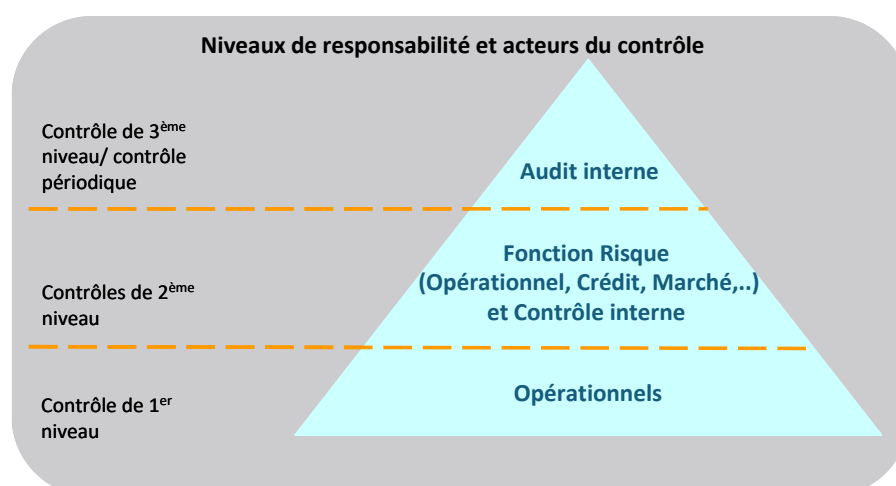 Niveaux de responsabilité et acteurs du contrôle
Contrôle de 3ème
niveau/ contrôle
périodique
Audit interne
Fonction Risque
(Opérationnel, Crédit, Marché,..)
et Contrôle interne
Contrôles de 2ème
niveau
Opérationnels
Contrôle de 1er
niveau